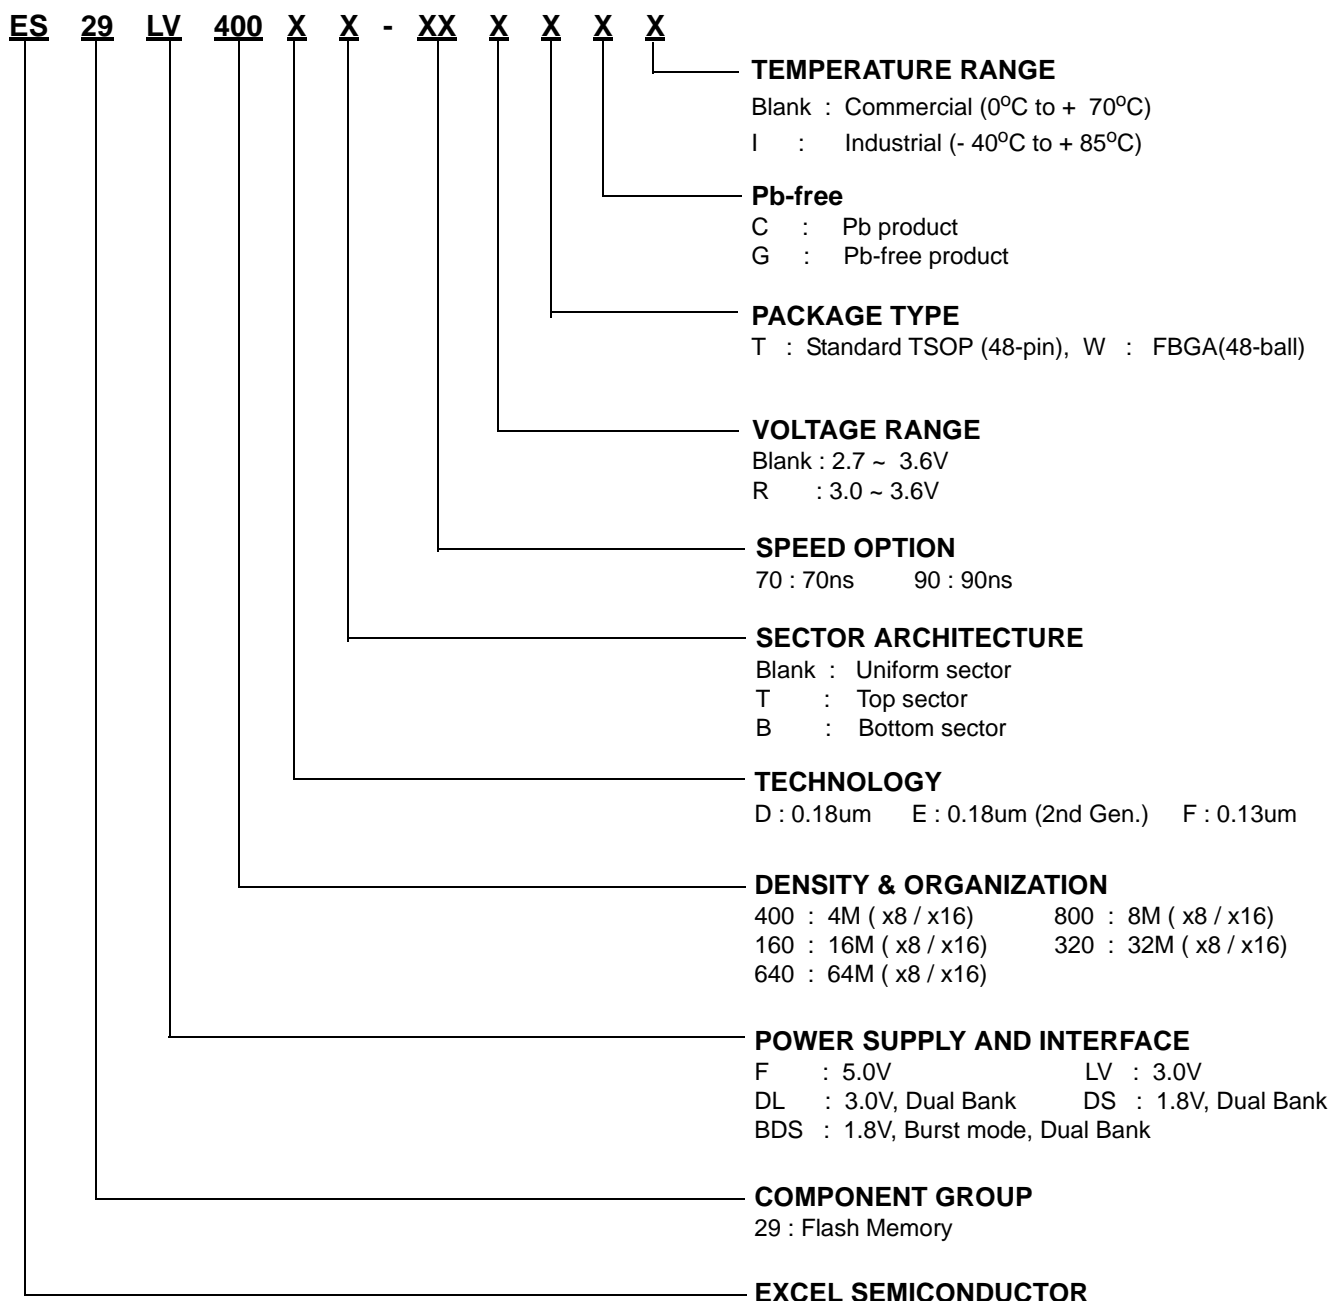 ES 29 LV 400 X X - XX X X X X
TEMPERATURE RANGE
Blank : Commercial (0°C to + 70°C)
I : Industrial (- 40°C to + 85°C)
Pb-free
C : Pb product
G : Pb-free product
PACKAGE TYPE
T : Standard TSOP (48-pin), W : FBGA(48-ball)
VOLTAGE RANGE
Blank : 2.7 ~ 3.6V
R : 3.0 ~ 3.6V
SPEED OPTION
70 : 70ns 90 : 90ns
SECTOR ARCHITECTURE
Blank : Uniform sector
T : Top sector
B : Bottom sector
TECHNOLOGY
D : 0.18um E : 0.18um (2nd Gen.) F : 0.13um
DENSITY & ORGANIZATION
400 : 4M ( x8 / x16) 800 : 8M ( x8 / x16)
160 : 16M ( x8 / x16) 320 : 32M ( x8 / x16)
640 : 64M ( x8 / x16)
POWER SUPPLY AND INTERFACE
F : 5.0V LV : 3.0V
DL : 3.0V, Dual Bank DS : 1.8V, Dual Bank
BDS : 1.8V, Burst mode, Dual Bank
COMPONENT GROUP
29 : Flash Memory
EXCEL SEMICONDUCTOR